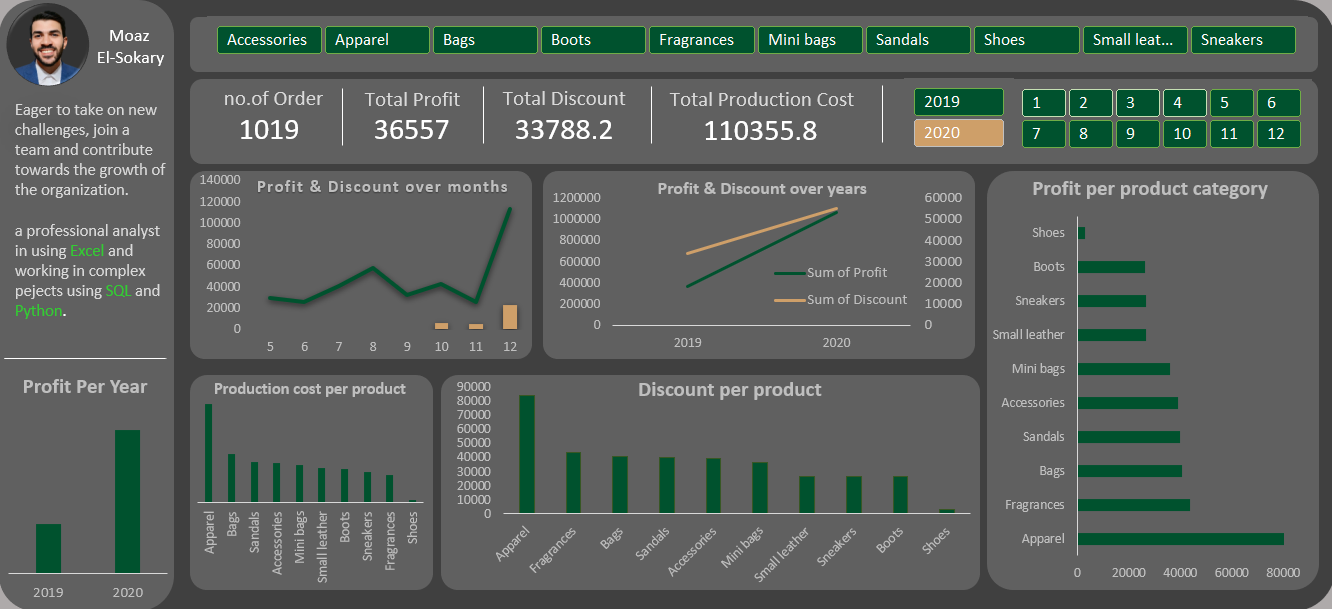 Moaz
El-Sokary
Eager to take on new
challenges, join a
team and contribute
towards the growth of
the organization.
a professional analyst
in using Excel and
working in complex
pejects using SQL and
Python.
Profit Per Year
2019 2020
Accessories Apparel Bags Boots Fragrances Mini bags Sandals Shoes Small leat... Sneakers
no.of Order
1019
Total Profit
36557
Total Discount
33788.2
Total Production Cost
110355.8
2019
2020
1 2 3 4 5 6
7 8 9 10 11 12
Profit & Discount over months
140000
120000
100000
80000
60000
40000
20000
0
5 6 7 8 9 10 11 12
Profit & Discount over years
1200000
1000000
800000
600000
400000
200000
0
60000
50000
40000
30000
20000
10000
0
Sum of Profit
Sum of Discount
2019 2020
Profit per product category
Shoes
Boots
Sneakers
Small leather
Mini bags
Accessories
Sandals
Bags
Fragrances
Apparel
0 20000 40000 60000 80000
Production cost per product
Apparel
Bags
Sandals
Accessories
Mini bags
Small leather
Boots
Sneakers
Fragrances
Shoes
Discount per product
90000
80000
70000
60000
50000
40000
30000
20000
10000
0
Apparel
Fragrances
Bags
Sandals
Accessories
Mini bags
Small leather
Sneakers
Boots
Shoes